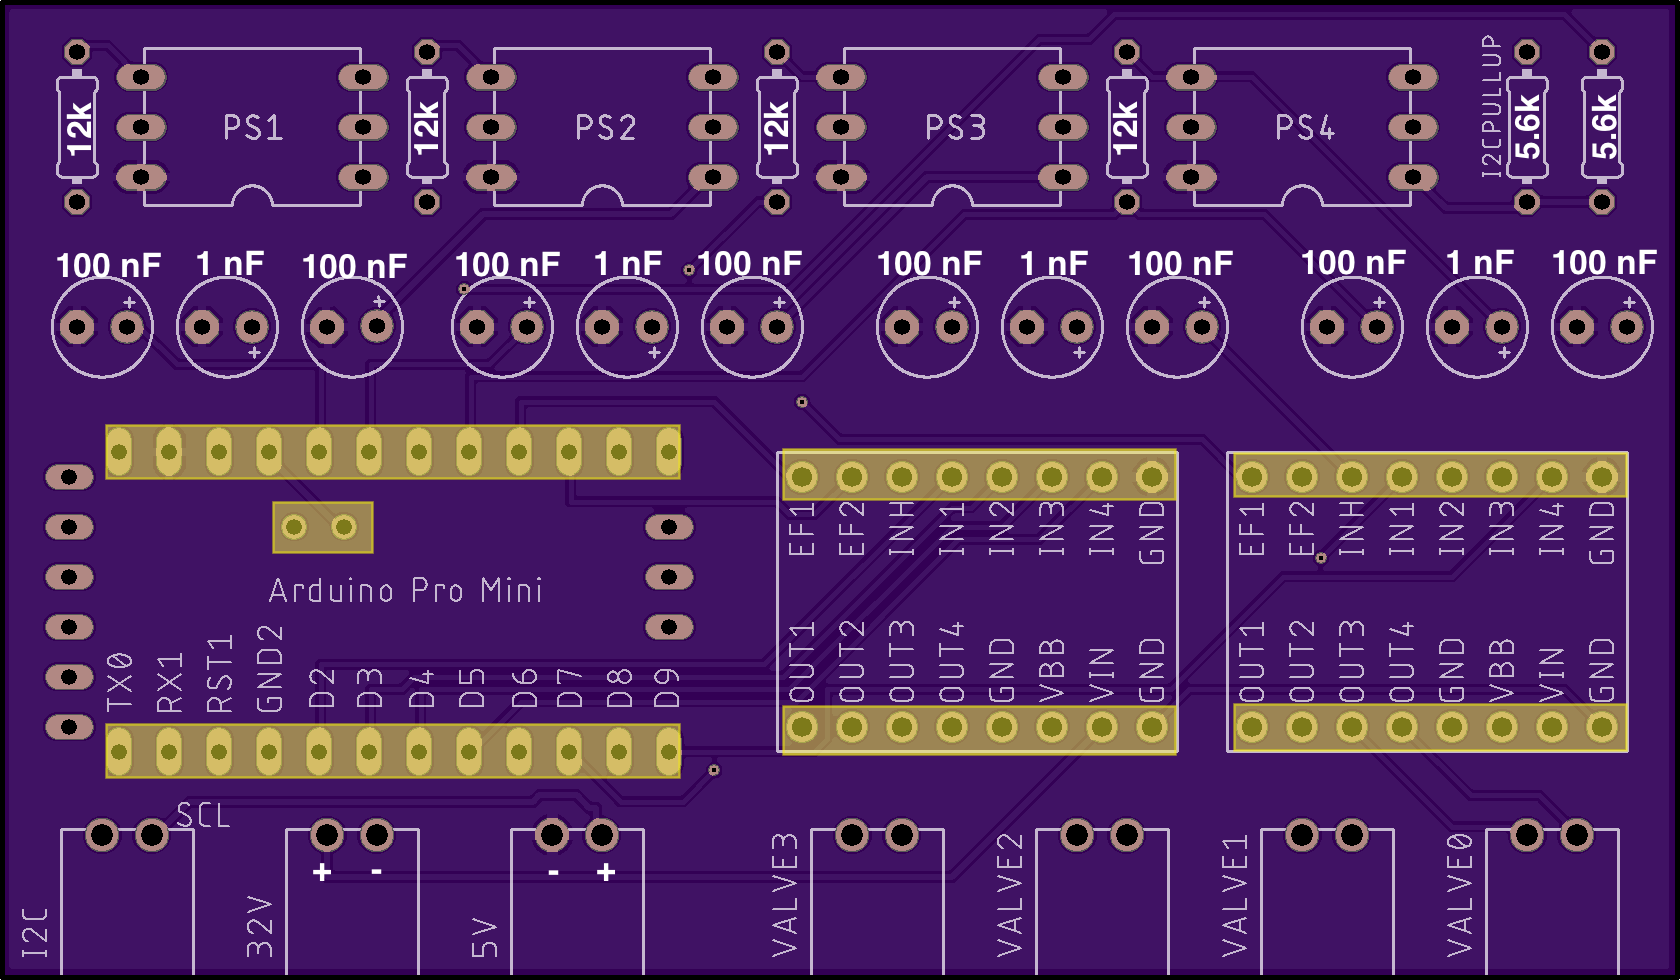 12k
PS1
12k
PS2
12k
PS3
12k
PS4
I2CPULLUP
5.6k
5.6k
100 nF
1 nF
100 nF
100 nF
1 nF
100 nF
100 nF
1 nF
100 nF
100 nF
1 nF
100 nF
+
+
+
+
+
+
+
+
+
+
+
+
EF1
EF2
INH
IN1
IN2
IN3
IN4
GND
EF1
EF2
INH
IN1
IN2
IN3
IN4
GND
Arduino Pro Mini
TX0
RX1
RST1
GND2
D2
D3
D4
D5
D6
D7
D8
D9
OUT1
OUT2
OUT3
OUT4
GND
VBB
VIN
GND
OUT1
OUT2
OUT3
OUT4
GND
VBB
VIN
GND
SCL
I2C
+ -
32V
- +
5V
VALVE3
VALVE2
VALVE1
VALVE0